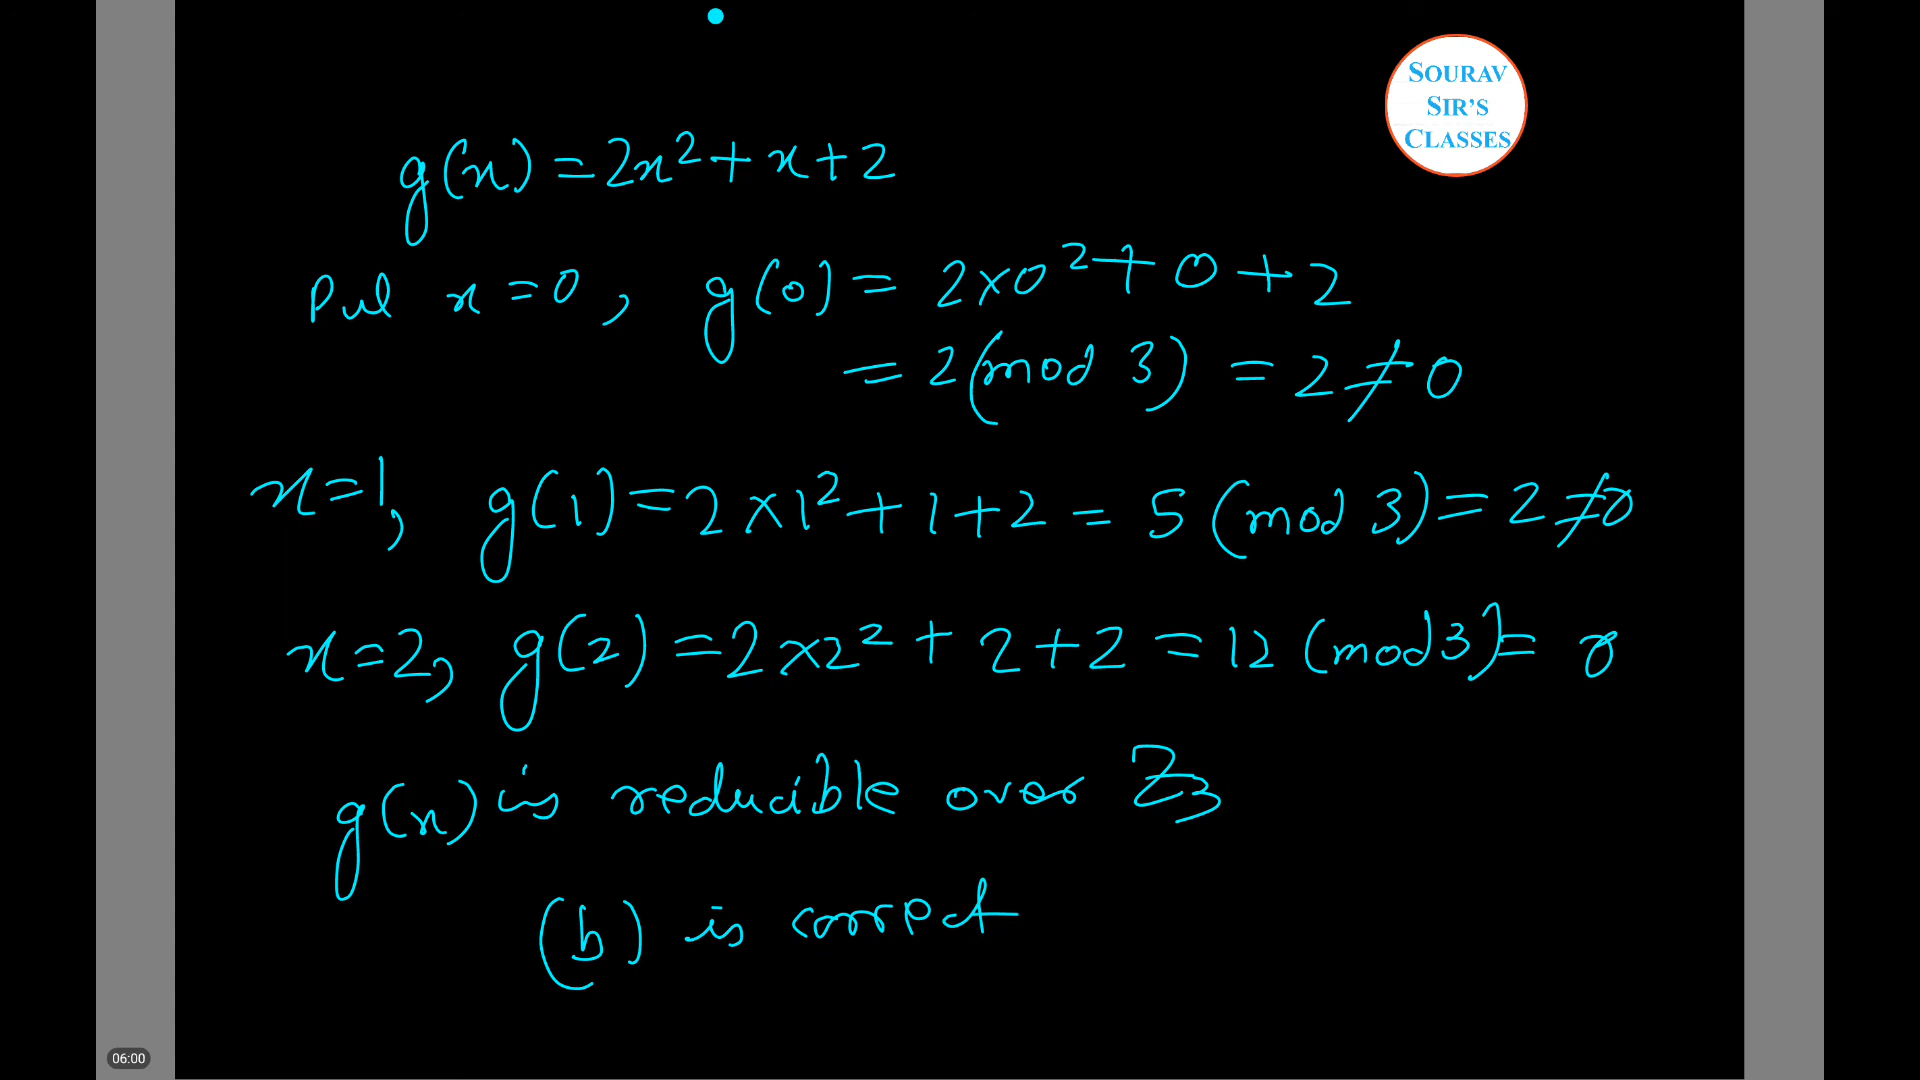 SOURAV
SIR'S
CLASSES
g(x) = 2x² + x + 2
Put x = 0, g(0) = 2×0² + 0 + 2
= 2 (mod 3) = 2 ≠ 0
x = 1, g(1) = 2×1² + 1 + 2 = 5 (mod 3) = 2 ≠ 0
x = 2, g(2) = 2×2² + 2 + 2 = 12 (mod 3) = 0
g(x) is reducible over Z₃
(b) is correct
06:00